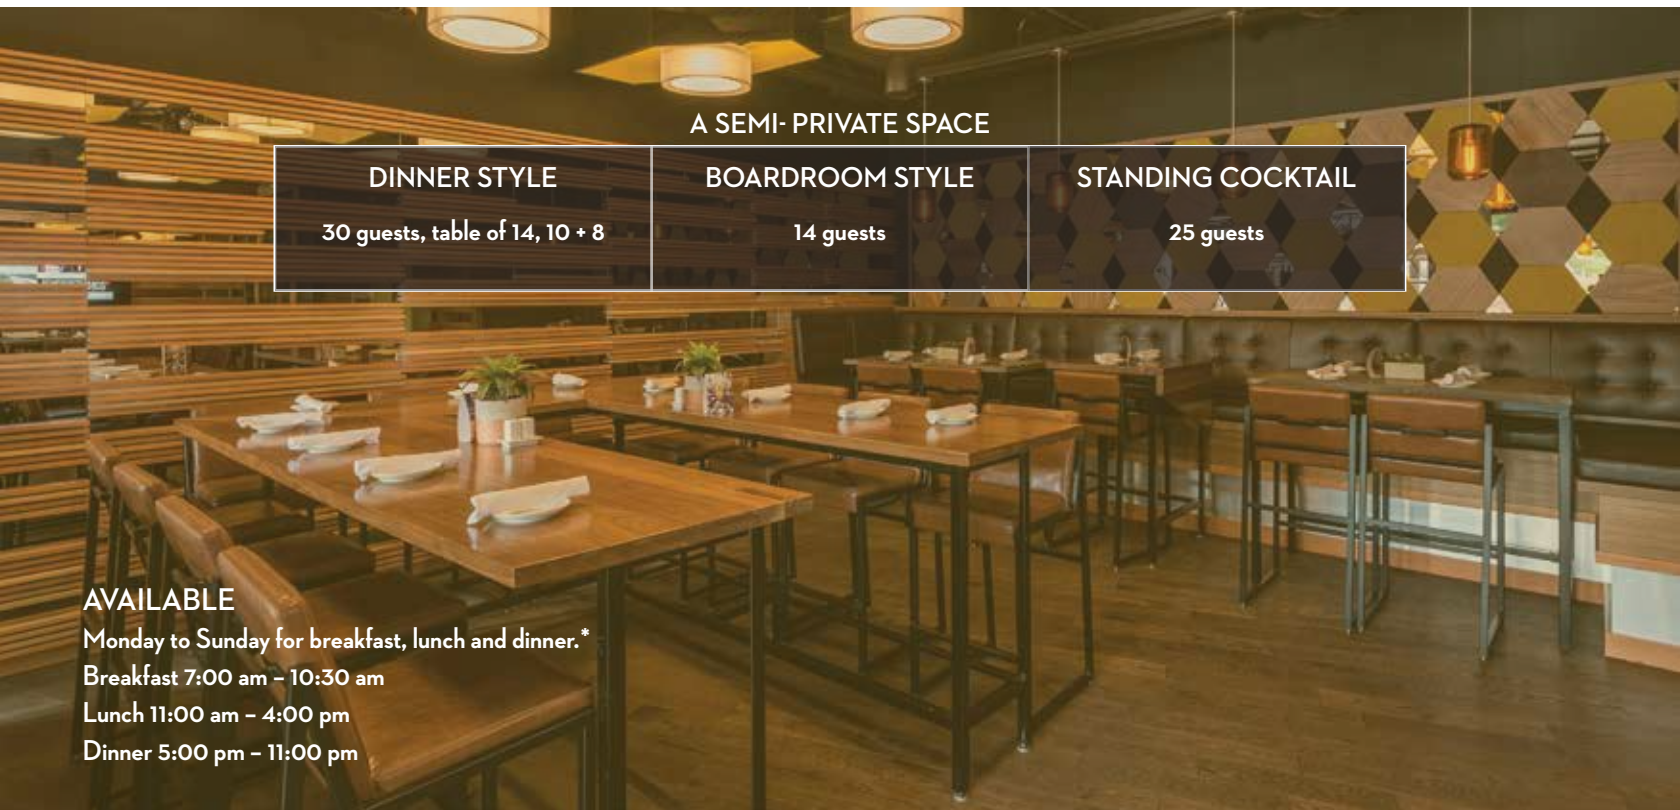 A SEMI- PRIVATE SPACE
DINNER STYLE
30 guests, table of 14, 10 + 8
BOARDROOM STYLE
14 guests
STANDING COCKTAIL
25 guests
AVAILABLE
Monday to Sunday for breakfast, lunch and dinner.*
Breakfast 7:00 am – 10:30 am
Lunch 11:00 am – 4:00 pm
Dinner 5:00 pm – 11:00 pm